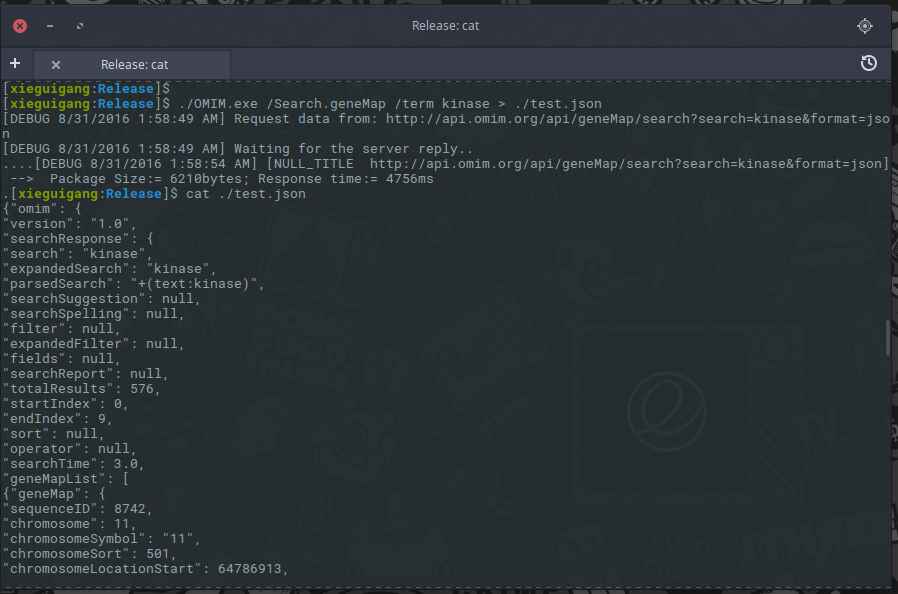 Release: cat
Release: cat
[xieguigang:Release]$
[xieguigang:Release]$ ./OMIM.exe /Search.geneMap /term kinase > ./test.json
[DEBUG 8/31/2016 1:58:49 AM] Request data from: http://api.omim.org/api/geneMap/search?search=kinase&format=jso
n
[DEBUG 8/31/2016 1:58:49 AM] Waiting for the server reply..
....[DEBUG 8/31/2016 1:58:54 AM] [NULL_TITLE  http://api.omim.org/api/geneMap/search?search=kinase&format=json]
 -->  Package Size:= 6210bytes; Response time:= 4756ms
.[xieguigang:Release]$ cat ./test.json
{"omim": {
"version": "1.0",
"searchResponse": {
"search": "kinase",
"expandedSearch": "kinase",
"parsedSearch": "+(text:kinase)",
"searchSuggestion": null,
"searchSpelling": null,
"filter": null,
"expandedFilter": null,
"fields": null,
"searchReport": null,
"totalResults": 576,
"startIndex": 0,
"endIndex": 9,
"sort": null,
"operator": null,
"searchTime": 3.0,
"geneMapList": [
{"geneMap": {
"sequenceID": 8742,
"chromosome": 11,
"chromosomeSymbol": "11",
"chromosomeSort": 501,
"chromosomeLocationStart": 64786913,